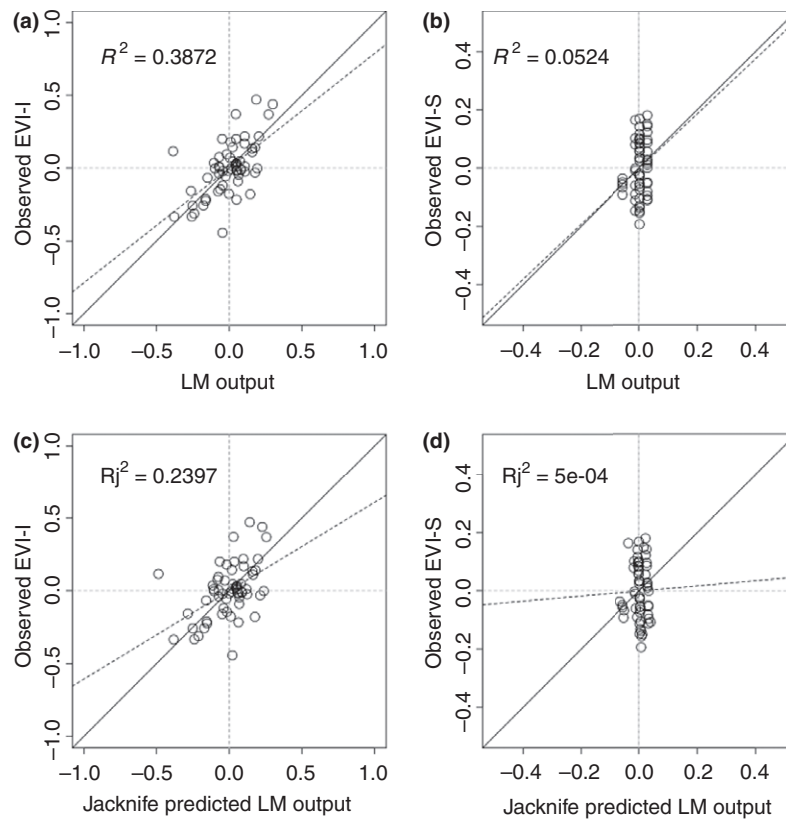 (a)
R² = 0.3872
Observed EVI-I
1.0
0.5
0.0
−0.5
−1.0
−1.0 −0.5 0.0 0.5 1.0
LM output
(b)
R² = 0.0524
Observed EVI-S
0.4
0.2
0.0
−0.2
−0.4
−0.4 −0.2 0.0 0.2 0.4
LM output
(c)
Rj² = 0.2397
Observed EVI-I
1.0
0.5
0.0
−0.5
−1.0
−1.0 −0.5 0.0 0.5 1.0
Jacknife predicted LM output
(d)
Rj² = 5e-04
Observed EVI-S
0.4
0.2
0.0
−0.2
−0.4
−0.4 −0.2 0.0 0.2 0.4
Jacknife predicted LM output